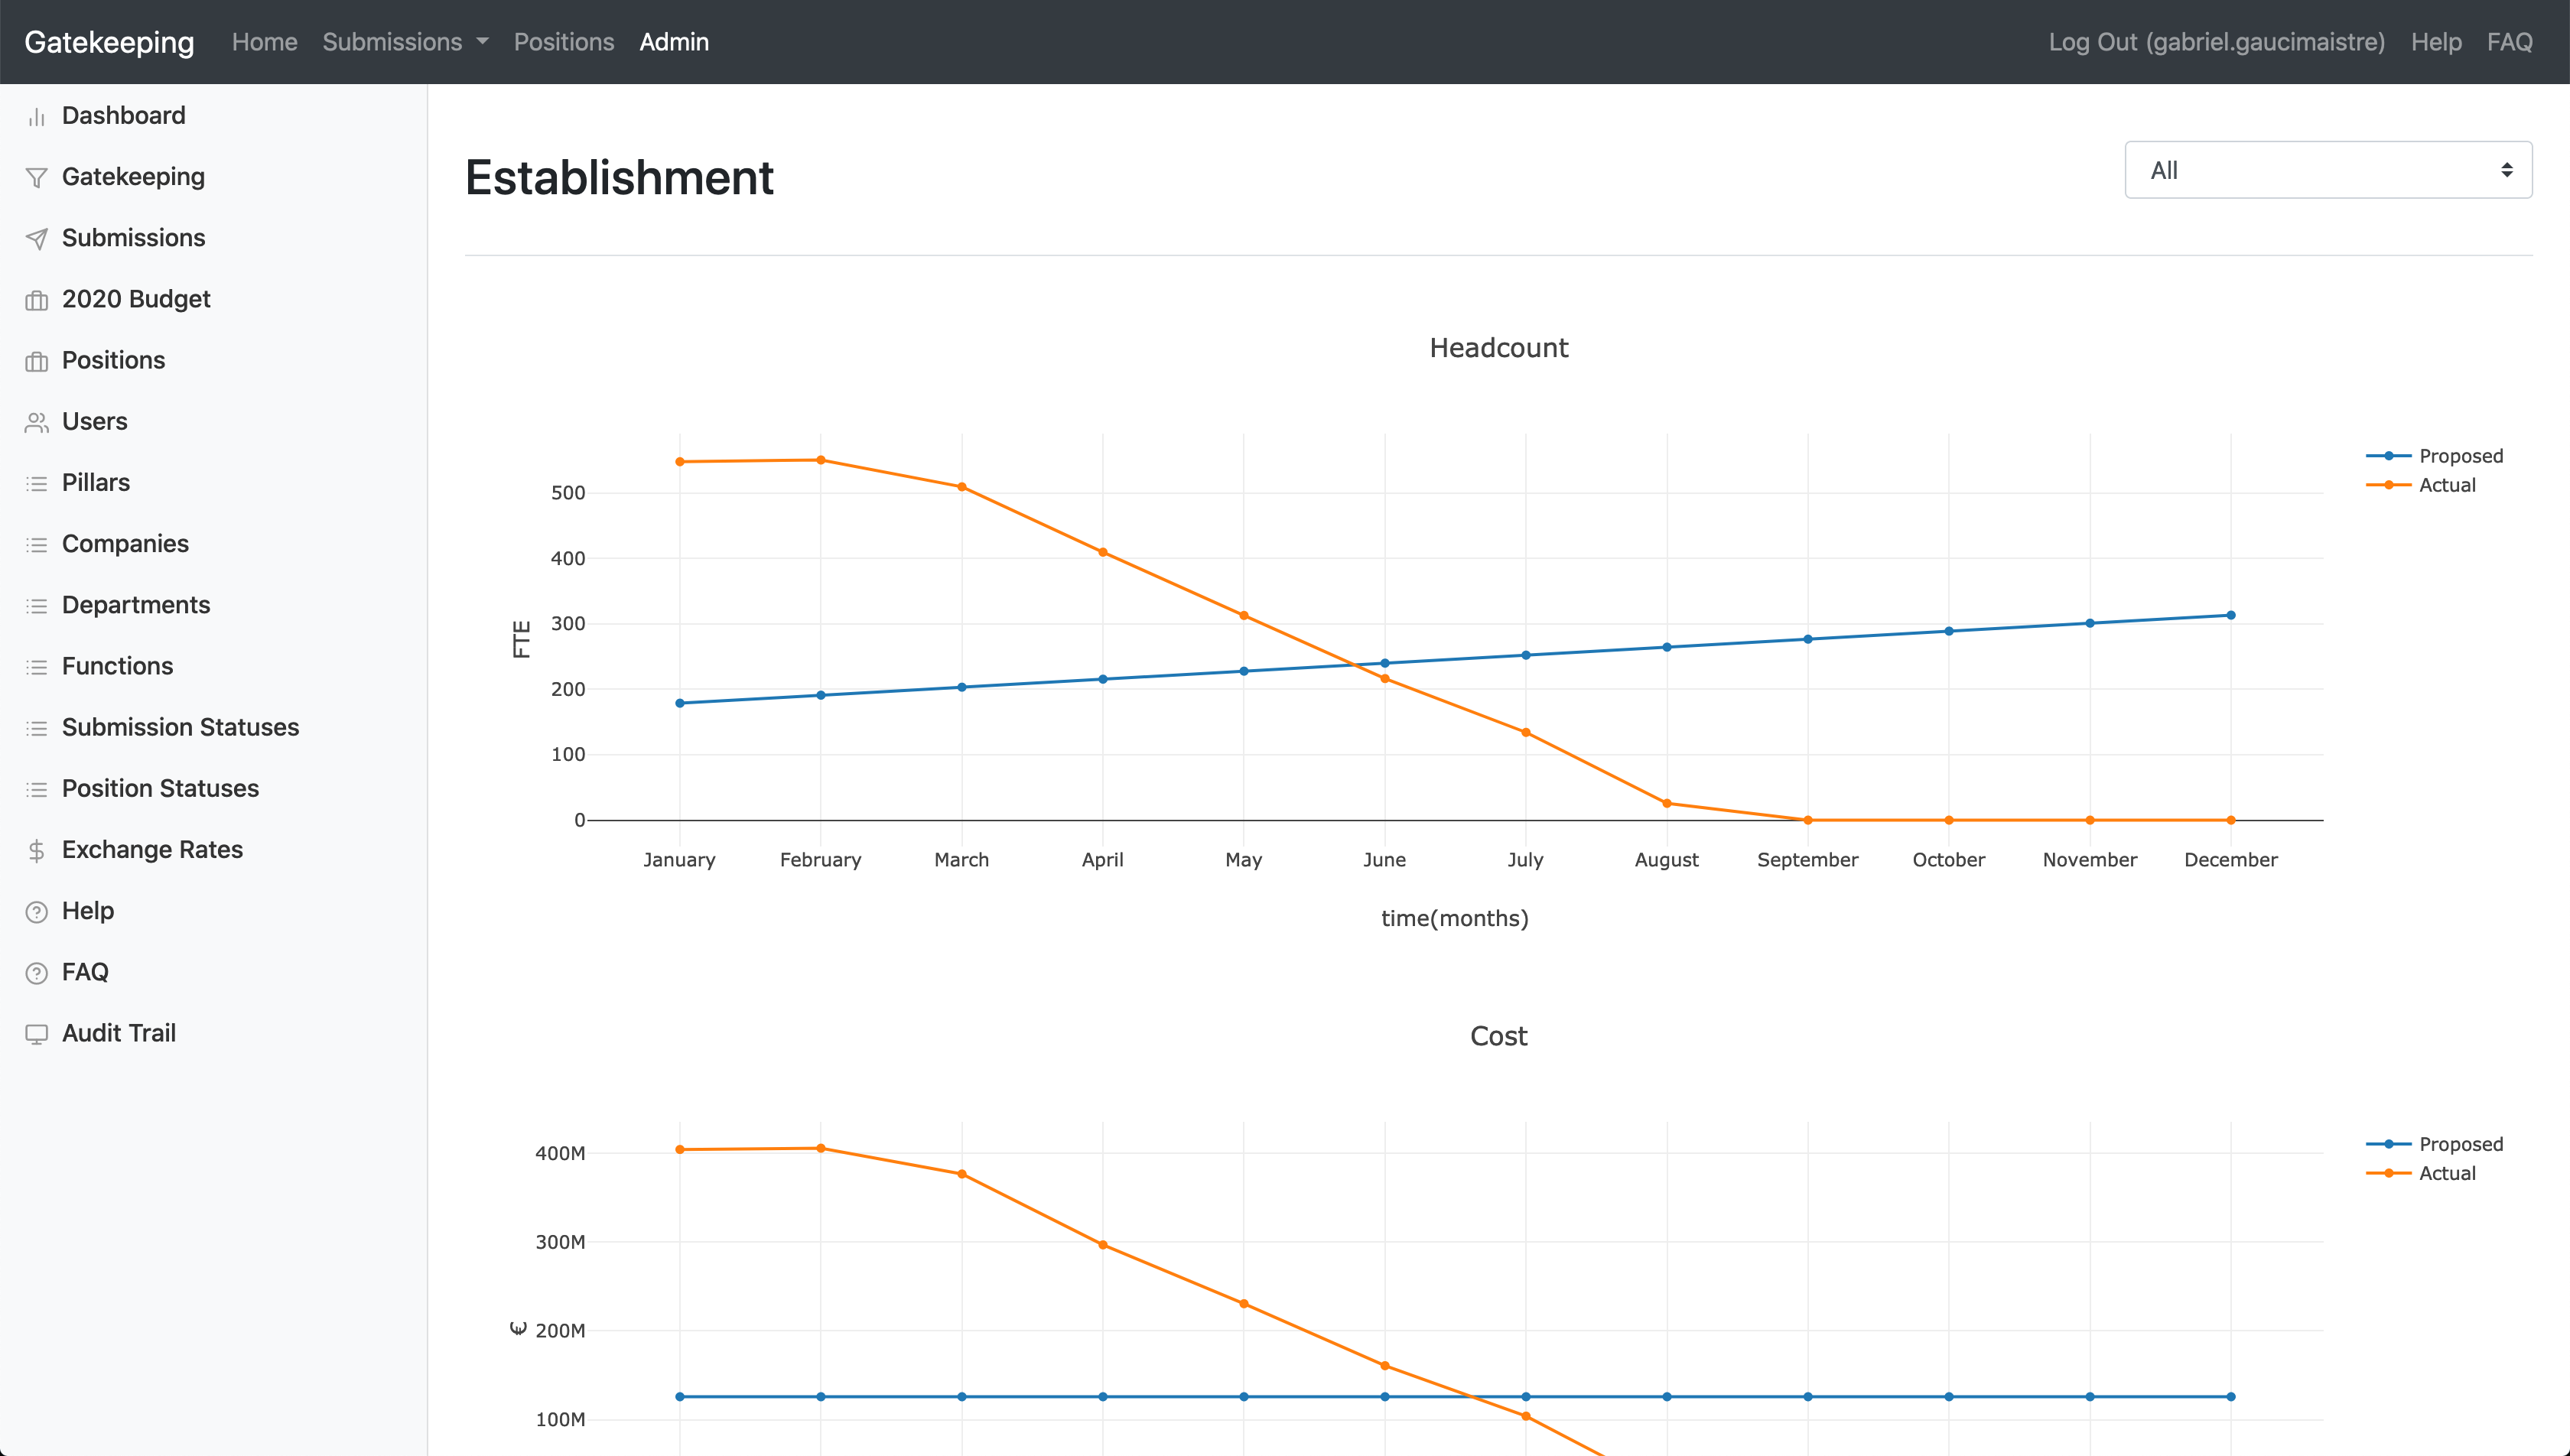 Gatekeeping Home Submissions Positions Admin Log Out (gabriel.gaucimaistre) Help FAQ
Dashboard
Gatekeeping
Submissions
2020 Budget
Positions
Users
Pillars
Companies
Departments
Functions
Submission Statuses
Position Statuses
Exchange Rates
Help
FAQ
Audit Trail
Establishment
All
Headcount
Proposed
Actual
500
400
300
200
100
0
FTE
January February March April May June July August September October November December
time(months)
Cost
Proposed
Actual
400M
300M
200M
100M
€